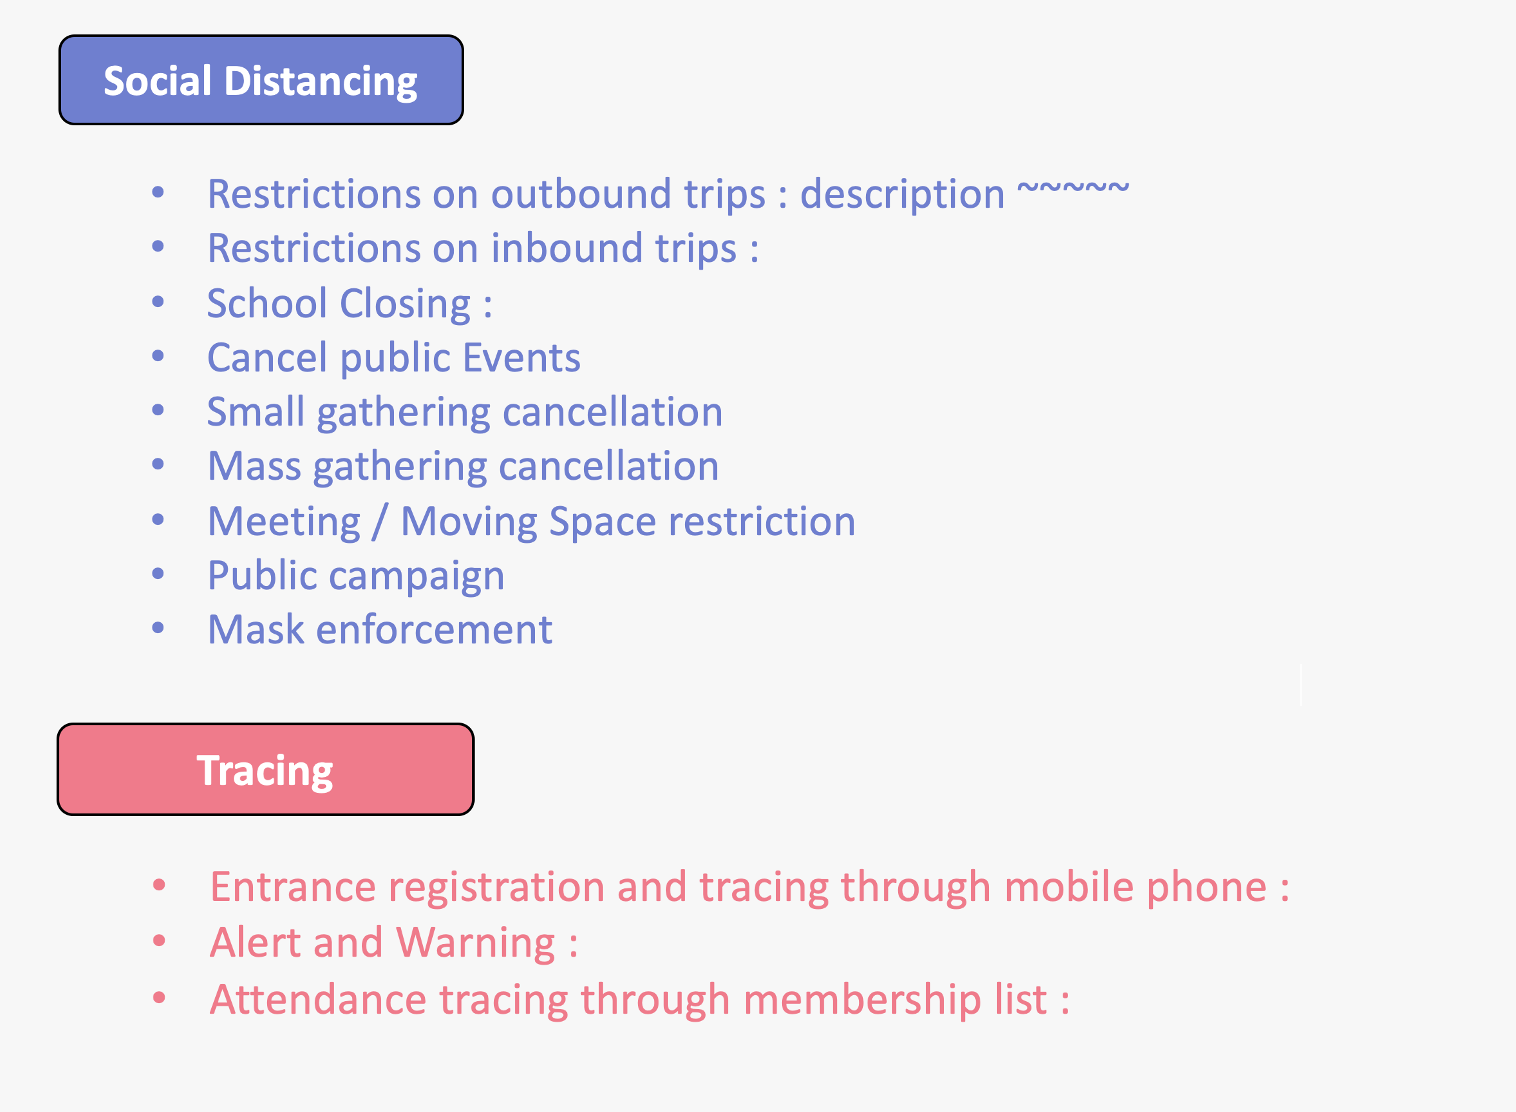 Social Distancing
• Restrictions on outbound trips : description ~~~~~
• Restrictions on inbound trips :
• School Closing :
• Cancel public Events
• Small gathering cancellation
• Mass gathering cancellation
• Meeting / Moving Space restriction
• Public campaign
• Mask enforcement
Tracing
• Entrance registration and tracing through mobile phone :
• Alert and Warning :
• Attendance tracing through membership list :